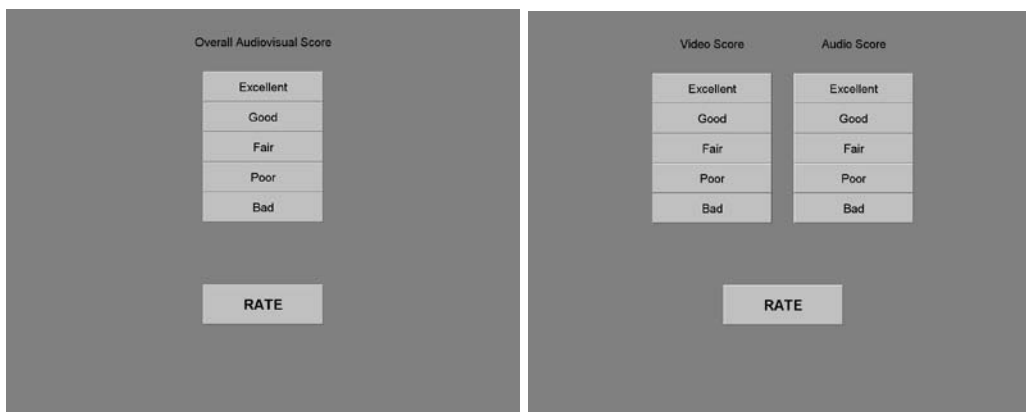 Overall Audiovisual Score
Excellent
Good
Fair
Poor
Bad
RATE
Video Score Audio Score
Excellent Excellent
Good Good
Fair Fair
Poor Poor
Bad Bad
RATE